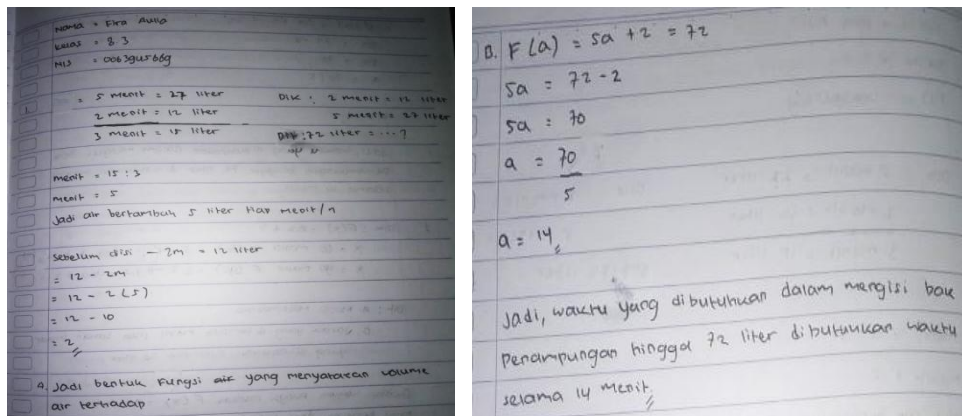 Nama = Fira Aulia
Kelas = 8.3
NIS = 0063945669
1. = 5 menit = 27 liter Dik : 2 menit = 12 liter
2 menit = 12 liter 5 menit = 27 liter
3 menit = 15 liter Dit : 72 liter = ... ?
menit = 15 : 3
menit = 5
Jadi air bertambah 5 liter tiap menit/
Sebelum diisi - 2m = 12 liter
= 12 - 2m
= 12 - 2 (5)
= 12 - 10
= 2
A. Jadi bentuk fungsi air yang menyatakan volume
air terhadap
B. F(a) = 5a + 2 = 72
5a = 72 - 2
5a = 70
a = 70
5
a = 14
Jadi, waktu yang dibutuhkan dalam mengisi bak
penampungan hingga 72 liter dibutuhkan waktu
selama 14 menit